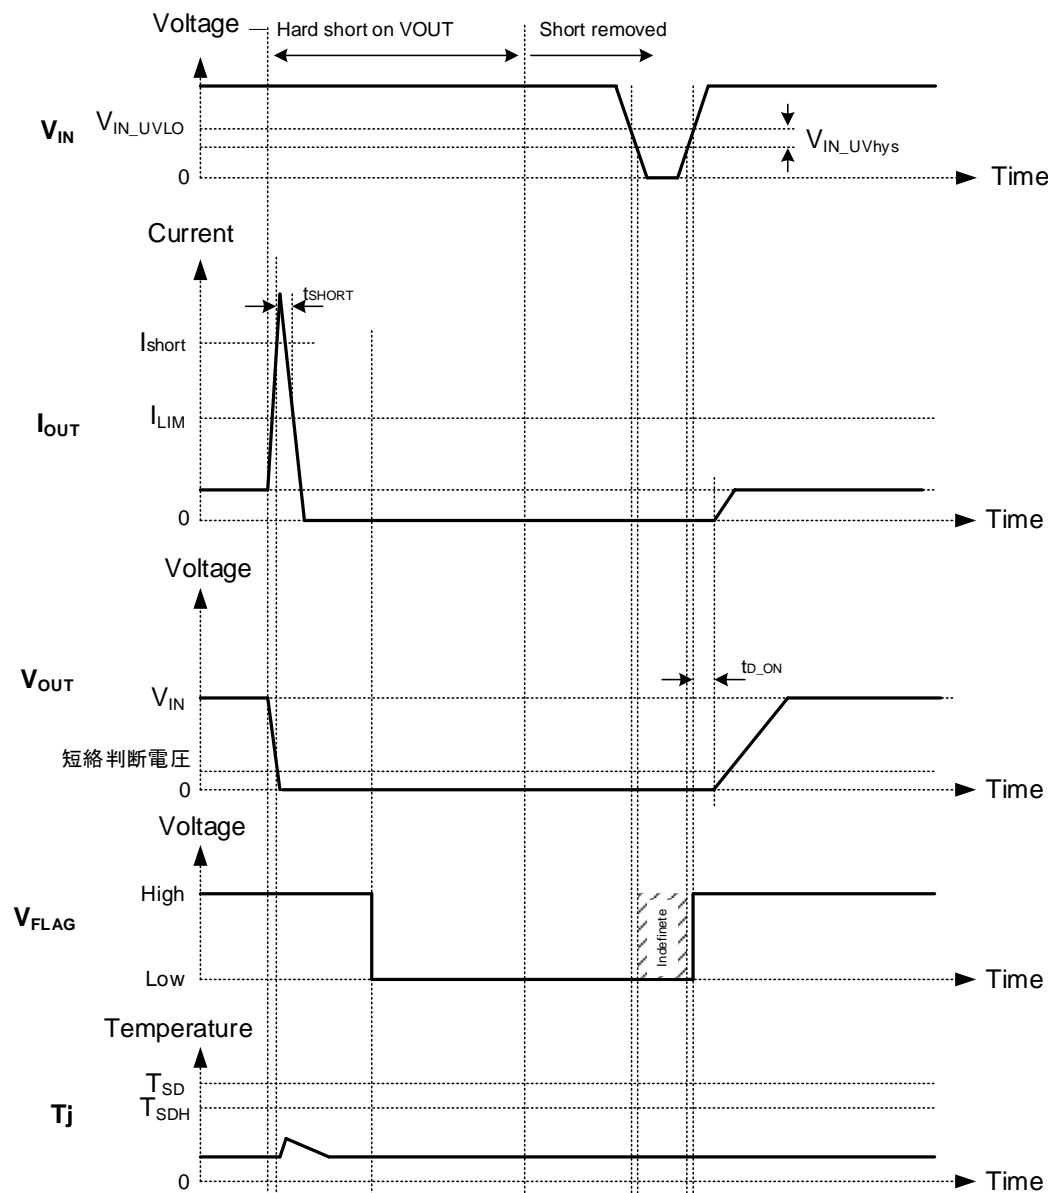 Voltage
Hard short on VOUT
Short removed
VIN
VIN_UVLO
VIN_UVhys
0
Time
Current
tSHORT
Ishort
IOUT
ILIM
0
Time
Voltage
VOUT
tD_ON
VIN
短絡判断電圧
0
Time
Voltage
High
VFLAG
Indefinete
Low
Time
Temperature
TSD
Tj
TSDH
0
Time